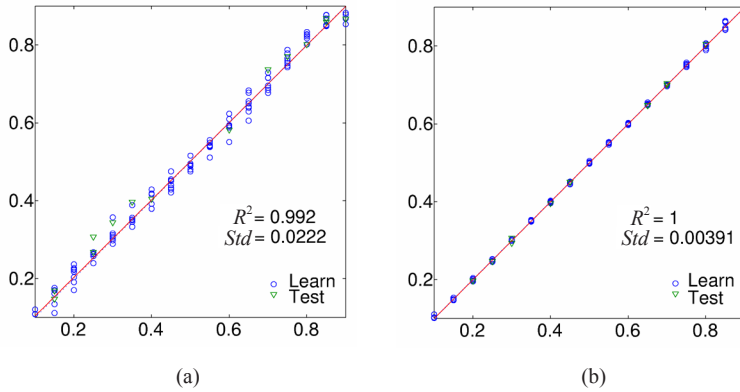 0.8
0.6
0.4
0.2
R² = 0.992
Std = 0.0222
Learn
Test
0.2 0.4 0.6 0.8
(a)
0.8
0.6
0.4
0.2
R² = 1
Std = 0.00391
Learn
Test
0.2 0.4 0.6 0.8
(b)